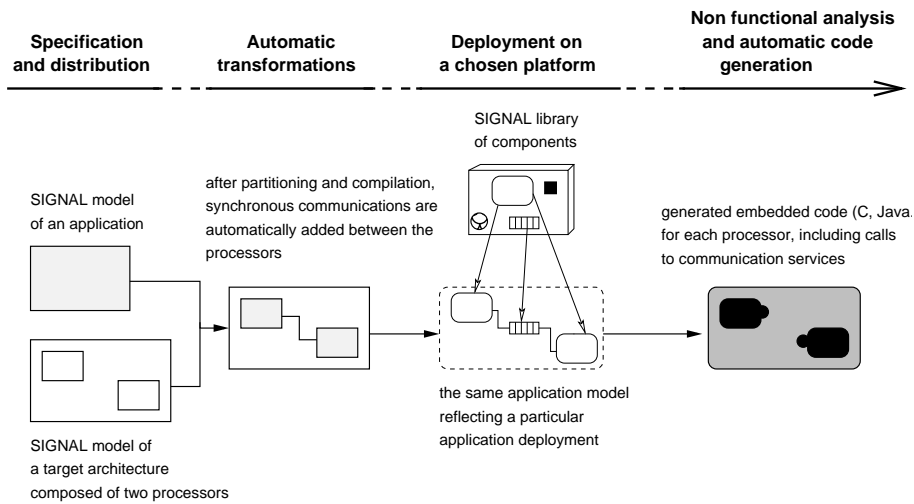 Specification
and distribution
Automatic
transformations
Deployment on
a chosen platform
Non functional analysis
and automatic code
generation
SIGNAL library
of components
after partitioning and compilation,
synchronous communications are
automatically added between the
processors
SIGNAL model
of an application
generated embedded code (C, Java.
for each processor, including calls
to communication services
the same application model
reflecting a particular
application deployment
SIGNAL model of
a target architecture
composed of two processors